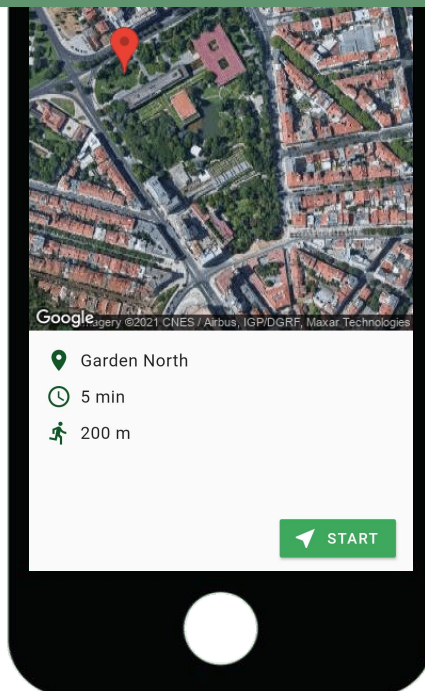 Google
Imagery ©2021 CNES / Airbus, IGP/DGRF, Maxar Technologies
Garden North
5 min
200 m
START